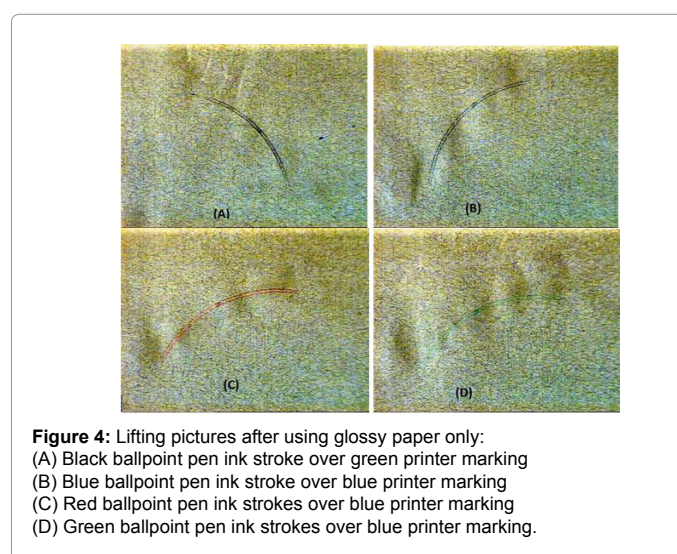 (A)
(B)
(C)
(D)
Figure 4: Lifting pictures after using glossy paper only:
(A) Black ballpoint pen ink stroke over green printer marking
(B) Blue ballpoint pen ink stroke over blue printer marking
(C) Red ballpoint pen ink strokes over blue printer marking
(D) Green ballpoint pen ink strokes over blue printer marking.